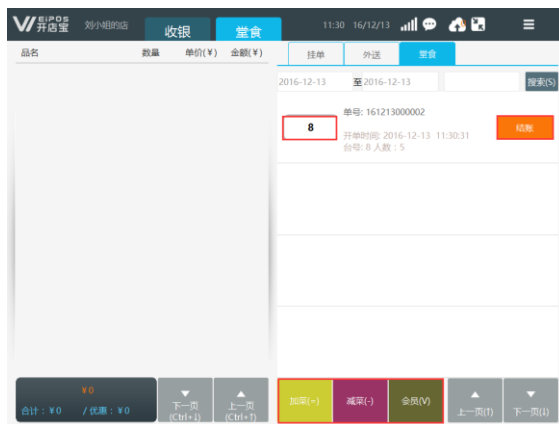 EiPOS
开店宝 刘小姐的店 收银 堂食 11:30 16/12/13
品名 数量 单价(¥) 金额(¥)
挂单 外送 堂食
2016-12-13 至 2016-12-13 搜索(S)
单号: 161213000002
8
开单时间: 2016-12-13 11:30:31
台号: 8 人数 : 5
结账
¥0
合计 : ¥0 / 优惠 : ¥0
下一页
(Ctrl+↓)
上一页
(Ctrl+↑)
加菜(=) 减菜(-) 会员(V) 上一页(↑) 下一页(↓)